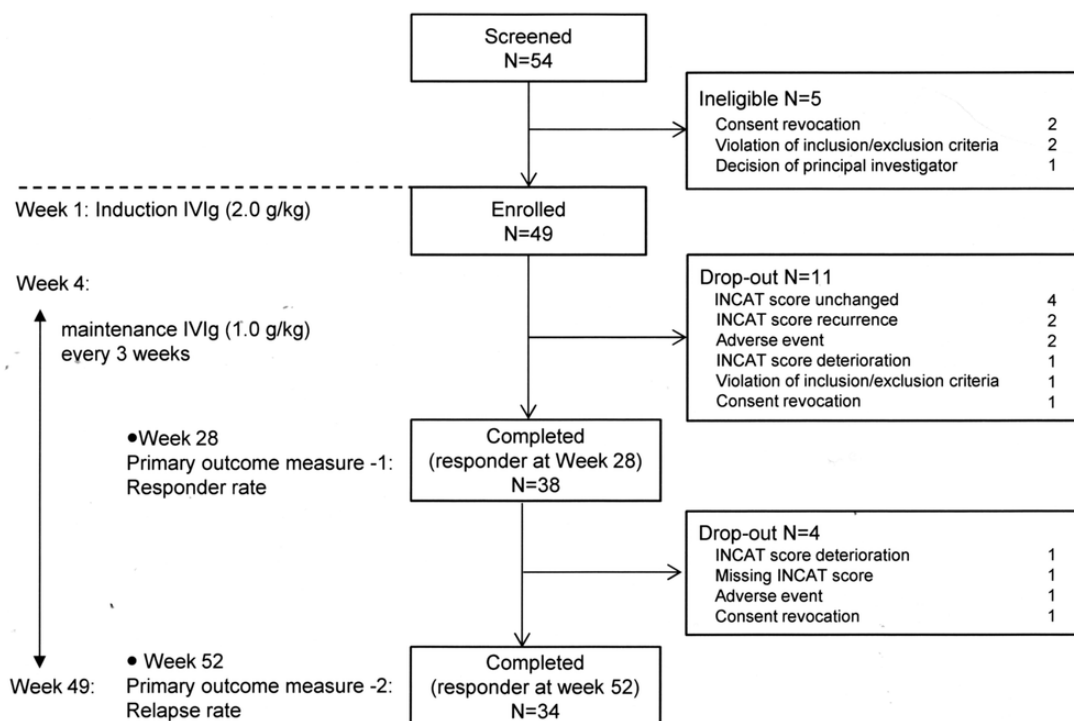 Screened
N=54
Ineligible N=5
Consent revocation 2
Violation of inclusion/exclusion criteria 2
Decision of principal investigator 1
Week 1: Induction IVIg (2.0 g/kg)
Enrolled
N=49
Week 4:
maintenance IVIg (1.0 g/kg)
every 3 weeks
Drop-out N=11
INCAT score unchanged 4
INCAT score recurrence 2
Adverse event 2
INCAT score deterioration 1
Violation of inclusion/exclusion criteria 1
Consent revocation 1
●Week 28
Primary outcome measure -1:
Responder rate
Completed
(responder at Week 28)
N=38
Drop-out N=4
INCAT score deterioration 1
Missing INCAT score 1
Adverse event 1
Consent revocation 1
Week 49:
● Week 52
Primary outcome measure -2:
Relapse rate
Completed
(responder at week 52)
N=34